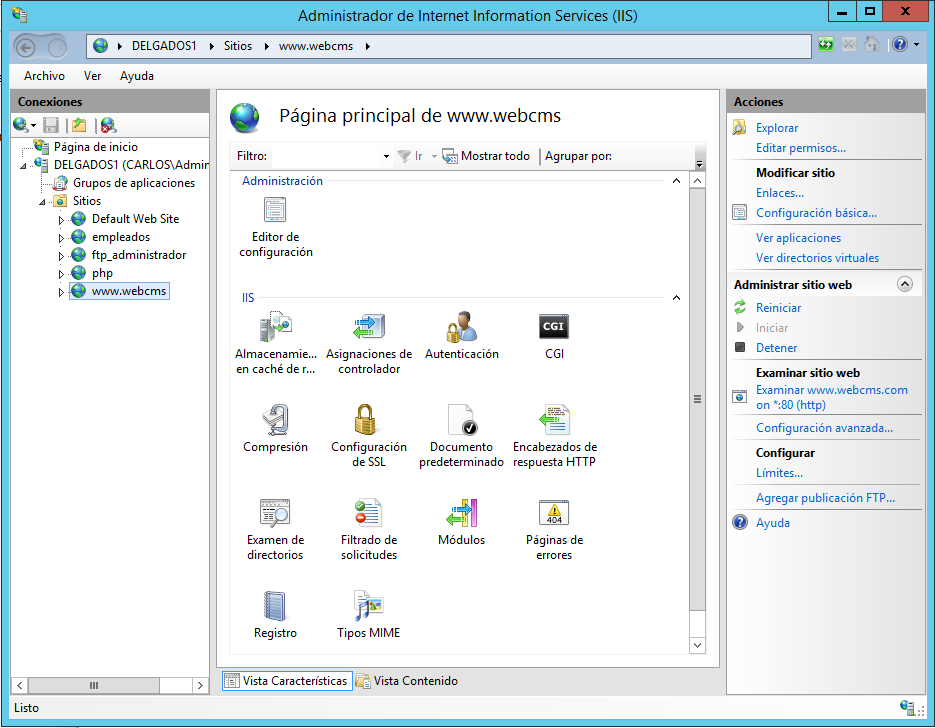 Administrador de Internet Information Services (IIS)
DELGADOS1 Sitios www.webcms
Archivo Ver Ayuda
Conexiones
Página de inicio
DELGADOS1 (CARLOS\Admin
Grupos de aplicaciones
Sitios
Default Web Site
empleados
ftp_administrador
php
www.webcms
Página principal de www.webcms
Filtro: Ir Mostrar todo Agrupar por:
Administración
Editor de
configuración
IIS
Almacenamie...
en caché de r...
Asignaciones de
controlador
Autenticación
CGI
CGI
Compresión
Configuración
de SSL
Documento
predeterminado
Encabezados de
respuesta HTTP
Examen de
directorios
Filtrado de
solicitudes
Módulos
404
Páginas de
errores
Registro
Tipos MIME
Vista Características Vista Contenido
Acciones
Explorar
Editar permisos...
Modificar sitio
Enlaces...
Configuración básica...
Ver aplicaciones
Ver directorios virtuales
Administrar sitio web
Reiniciar
Iniciar
Detener
Examinar sitio web
Examinar www.webcms.com
on *:80 (http)
Configuración avanzada...
Configurar
Límites...
Agregar publicación FTP...
Ayuda
Listo